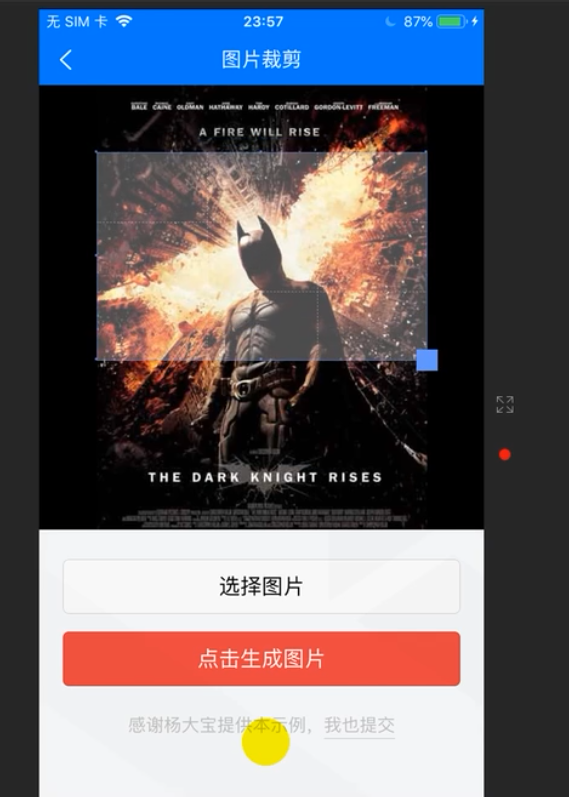 无 SIM 卡 23:57 87%
图片裁剪
BALE CAINE OLDMAN HATHAWAY HARDY COTILLARD GORDON-LEVITT FREEMAN
A FIRE WILL RISE
THE DARK KNIGHT RISES
选择图片
点击生成图片
感谢杨大宝提供本示例，我也提交